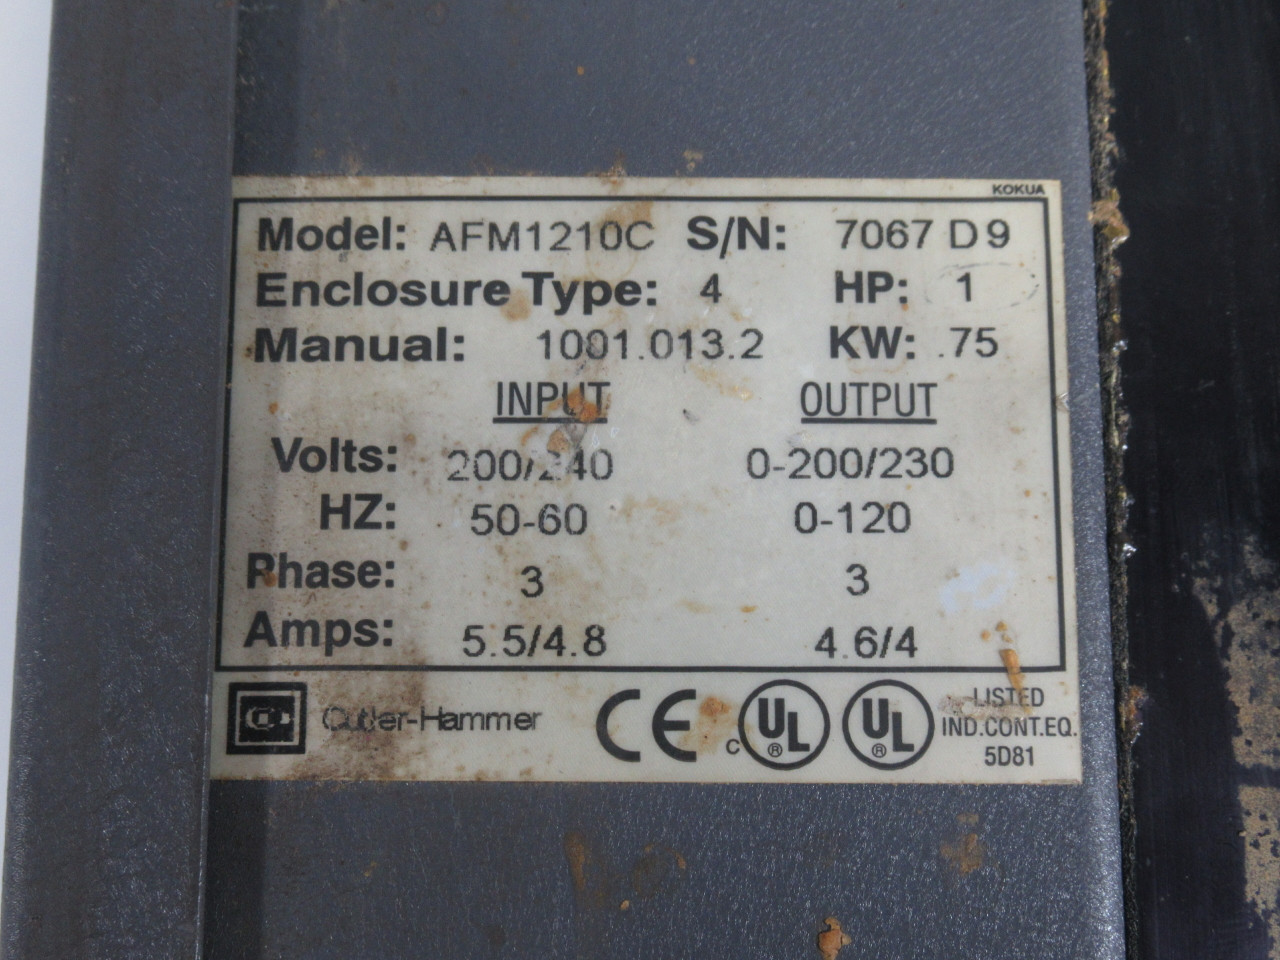 KOKUA
Model: AFM1210C S/N: 7067 D9
Enclosure Type: 4 HP: 1
Manual: 1001.013.2 KW: .75
INPUT OUTPUT
Volts: 200/240 0-200/230
HZ: 50-60 0-120
Phase: 3 3
Amps: 5.5/4.8 4.6/4
Cutler-Hammer CE c UL ® UL ® LISTED
IND.CONT.EQ.
5D81